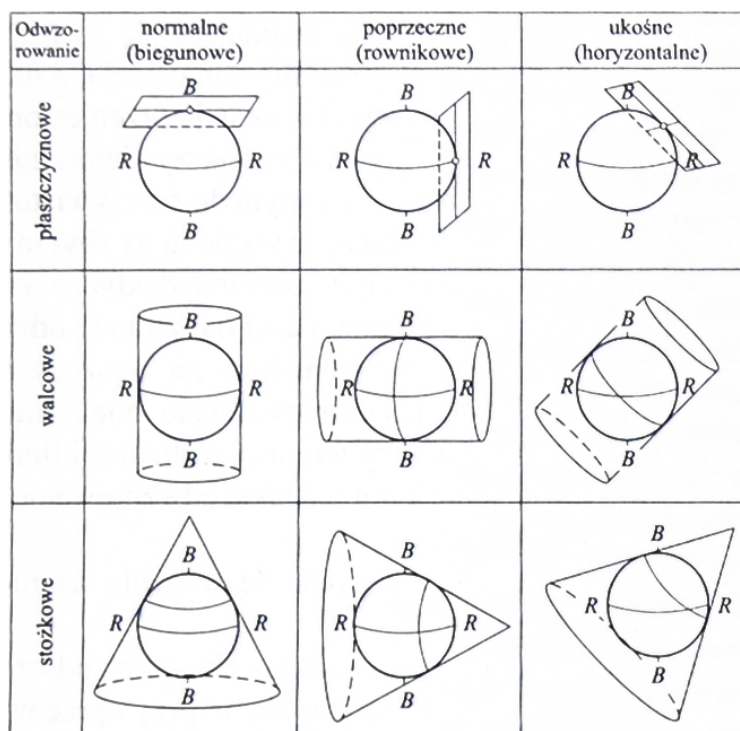 Odwzo-
rowanie
normalne
(biegunowe)
poprzeczne
(rownikowe)
ukośne
(horyzontalne)
płaszczyznowe
B
R R
B
B
R R
B
B
R R
B
walcowe
B
R R
B
B
R R
B
B
R R
B
stożkowe
B
R R
B
B
R R
B
B
R R
B